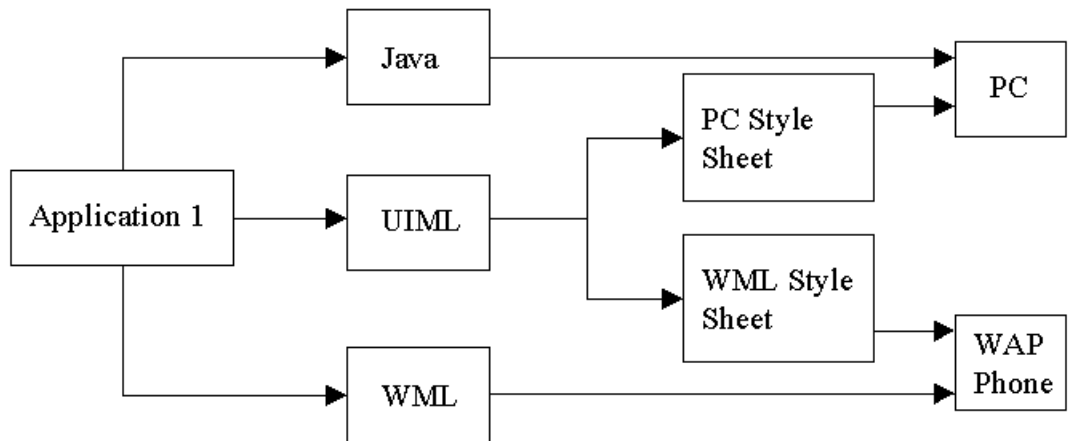 Java
PC
PC Style
Sheet
Application 1
UIML
WML Style
Sheet
WAP
Phone
WML